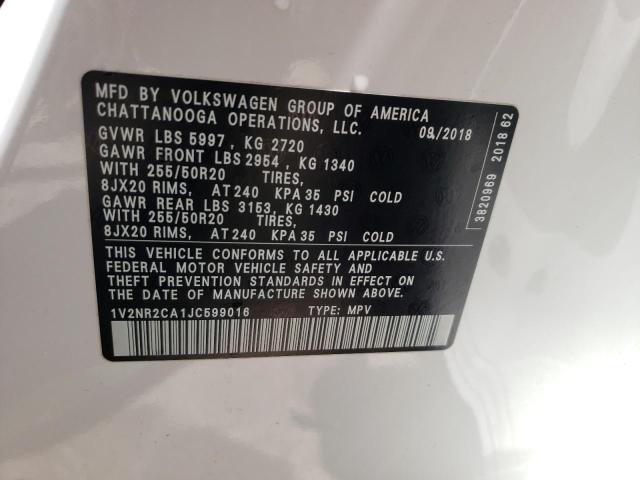 MFD BY VOLKSWAGEN GROUP OF AMERICA
CHATTANOOGA OPERATIONS, LLC. 08/2018
GVWR LBS 5997, KG 2720
GAWR FRONT LBS 2954, KG 1340
WITH 255/50R20 TIRES,
8JX20 RIMS, AT 240 KPA 35 PSI COLD
GAWR REAR LBS 3153, KG 1430
WITH 255/50R20 TIRES,
8JX20 RIMS, AT 240 KPA 35 PSI COLD
THIS VEHICLE CONFORMS TO ALL APPLICABLE U.S.
FEDERAL MOTOR VEHICLE SAFETY AND
THEFT PREVENTION STANDARDS IN EFFECT ON
THE DATE OF MANUFACTURE SHOWN ABOVE.
1V2NR2CA1JC599016 TYPE: MPV
3820969 2018 62